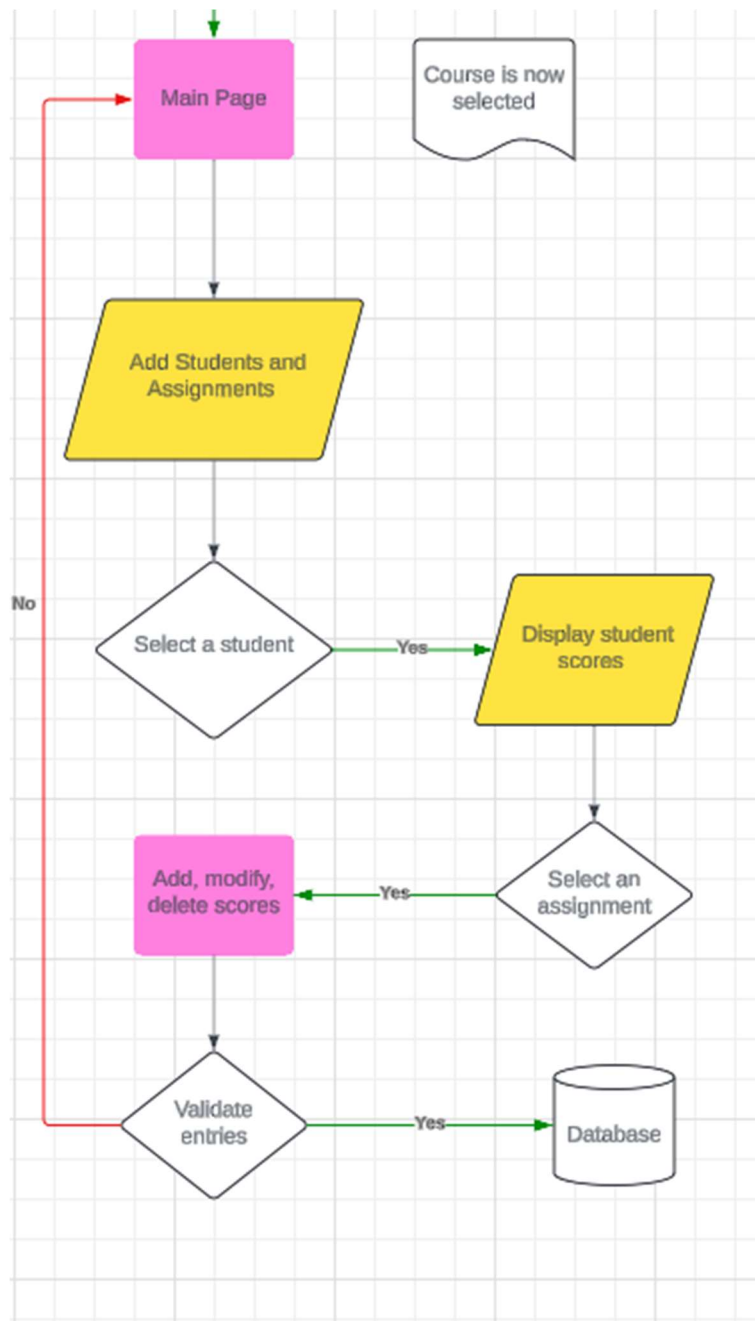 Main Page
Course is now
selected
Add Students and
Assignments
No
Select a student
Yes
Display student
scores
Add, modify,
delete scores
Yes
Select an
assignment
Validate
entries
Yes
Database